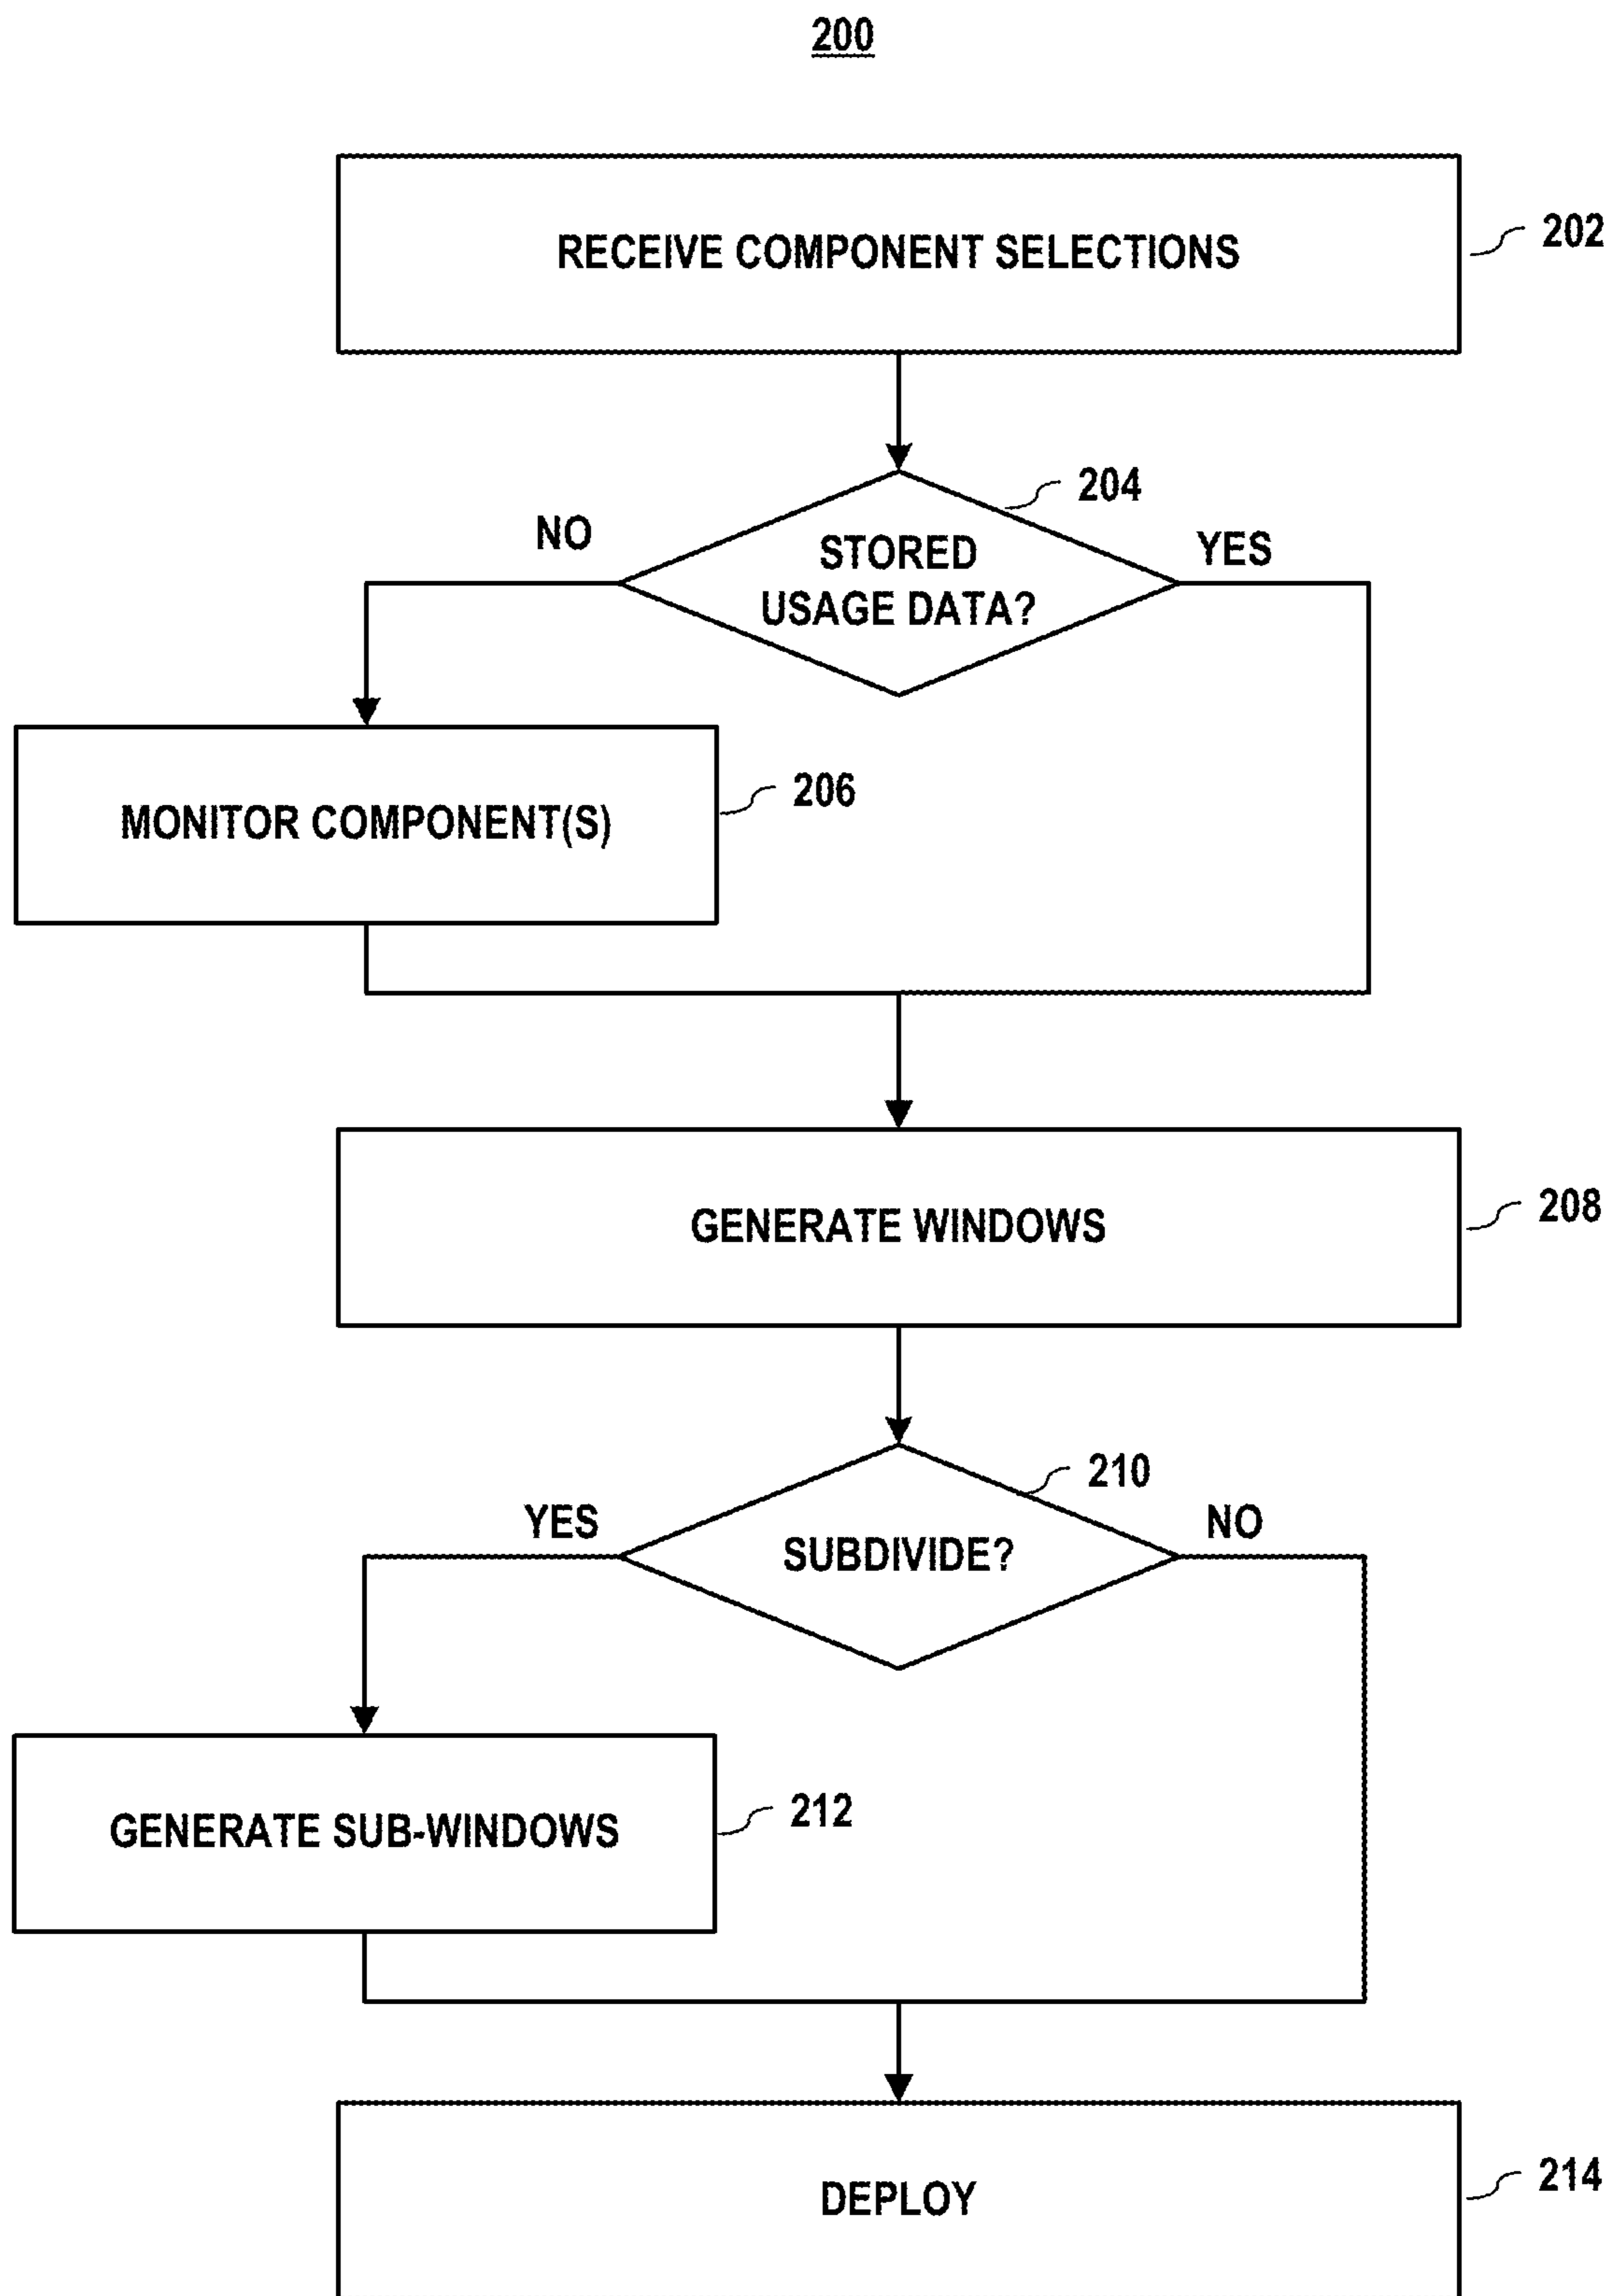 200
RECEIVE COMPONENT SELECTIONS
202
204
NO
STORED
USAGE DATA?
YES
MONITOR COMPONENT(S)
206
GENERATE WINDOWS
208
210
YES
SUBDIVIDE?
NO
GENERATE SUB-WINDOWS
212
DEPLOY
214